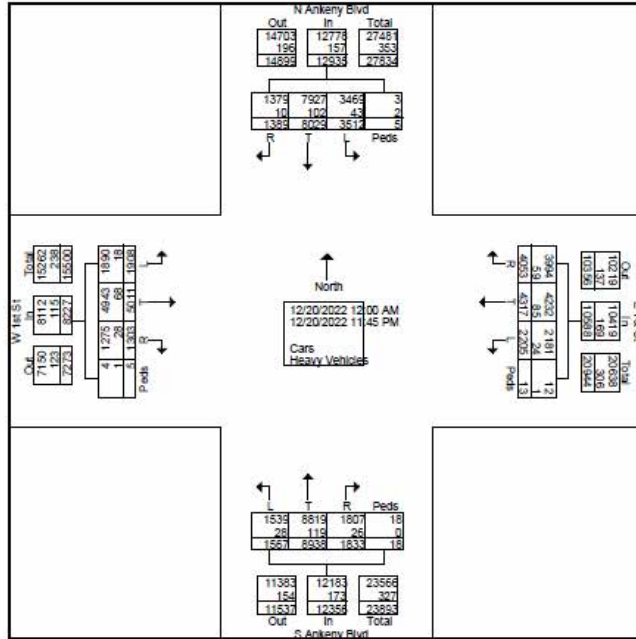 N Ankeny Blvd
Out In Total
14703 12778 27481
196 157 353
14899 12935 27834
1379 7927 3469 3
10 102 43 2
1389 8029 3512 5
R T L Peds
W 1st St
Total In Out
15262 8112 7150
238 115 123
15500 8227 7273
1890 4943 1275 4
18 68 28 1
1908 5011 1303 5
L T R Peds
North
12/20/2022 12:00 AM
12/20/2022 11:45 PM
Cars
Heavy Vehicles
R T L Peds
4053 4317 2205 13
59 85 24 1
3994 4232 2181 12
10356 10588 20944
137 169 306
10219 10419 20638
Out In Total
L T R Peds
1539 8819 1807 18
28 119 26 0
1567 8938 1833 18
11383 12183 23566
154 173 327
11537 12356 23893
Out In Total
S Ankeny Blvd